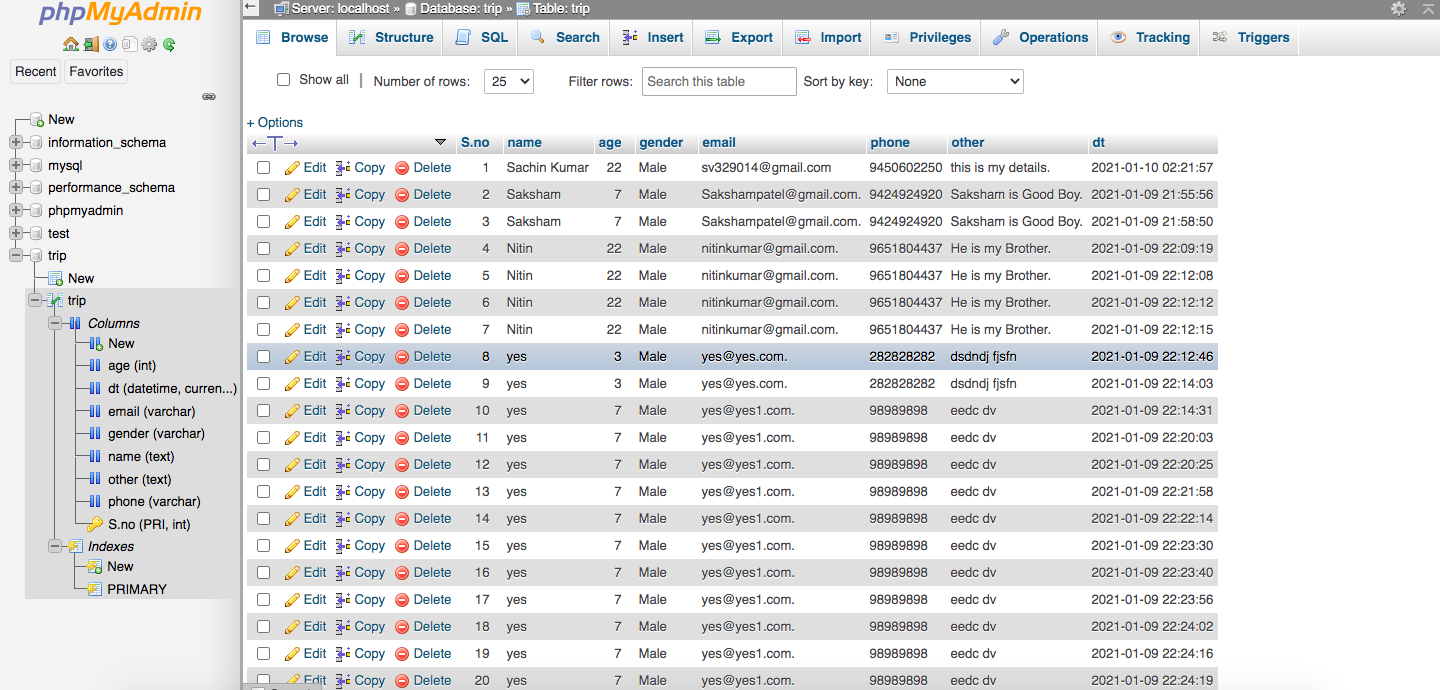 phpMyAdmin
Recent Favorites
New
information_schema
mysql
performance_schema
phpmyadmin
test
trip
New
trip
Columns
New
age (int)
dt (datetime, curren...)
email (varchar)
gender (varchar)
name (text)
other (text)
phone (varchar)
S.no (PRI, int)
Indexes
New
PRIMARY
Server: localhost » Database: trip » Table: trip
Browse Structure SQL Search Insert Export Import Privileges Operations Tracking Triggers
Show all | Number of rows: 25 Filter rows: Search this table Sort by key: None
+ Options
S.no name age gender email phone other dt
Edit Copy Delete 1 Sachin Kumar 22 Male sv329014@gmail.com 9450602250 this is my details. 2021-01-10 02:21:57
Edit Copy Delete 2 Saksham 7 Male Sakshampatel@gmail.com. 9424924920 Saksham is Good Boy. 2021-01-09 21:55:56
Edit Copy Delete 3 Saksham 7 Male Sakshampatel@gmail.com. 9424924920 Saksham is Good Boy. 2021-01-09 21:58:50
Edit Copy Delete 4 Nitin 22 Male nitinkumar@gmail.com. 9651804437 He is my Brother. 2021-01-09 22:09:19
Edit Copy Delete 5 Nitin 22 Male nitinkumar@gmail.com. 9651804437 He is my Brother. 2021-01-09 22:12:08
Edit Copy Delete 6 Nitin 22 Male nitinkumar@gmail.com. 9651804437 He is my Brother. 2021-01-09 22:12:12
Edit Copy Delete 7 Nitin 22 Male nitinkumar@gmail.com. 9651804437 He is my Brother. 2021-01-09 22:12:15
Edit Copy Delete 8 yes 3 Male yes@yes.com. 282828282 dsdndj fjsfn 2021-01-09 22:12:46
Edit Copy Delete 9 yes 3 Male yes@yes.com. 282828282 dsdndj fjsfn 2021-01-09 22:14:03
Edit Copy Delete 10 yes 7 Male yes@yes1.com. 98989898 eedc dv 2021-01-09 22:14:31
Edit Copy Delete 11 yes 7 Male yes@yes1.com. 98989898 eedc dv 2021-01-09 22:20:03
Edit Copy Delete 12 yes 7 Male yes@yes1.com. 98989898 eedc dv 2021-01-09 22:20:25
Edit Copy Delete 13 yes 7 Male yes@yes1.com. 98989898 eedc dv 2021-01-09 22:21:58
Edit Copy Delete 14 yes 7 Male yes@yes1.com. 98989898 eedc dv 2021-01-09 22:22:14
Edit Copy Delete 15 yes 7 Male yes@yes1.com. 98989898 eedc dv 2021-01-09 22:23:30
Edit Copy Delete 16 yes 7 Male yes@yes1.com. 98989898 eedc dv 2021-01-09 22:23:40
Edit Copy Delete 17 yes 7 Male yes@yes1.com. 98989898 eedc dv 2021-01-09 22:23:56
Edit Copy Delete 18 yes 7 Male yes@yes1.com. 98989898 eedc dv 2021-01-09 22:24:02
Edit Copy Delete 19 yes 7 Male yes@yes1.com. 98989898 eedc dv 2021-01-09 22:24:16
Edit Copy Delete 20 yes 7 Male yes@yes1.com. 98989898 eedc dv 2021-01-09 22:24:19